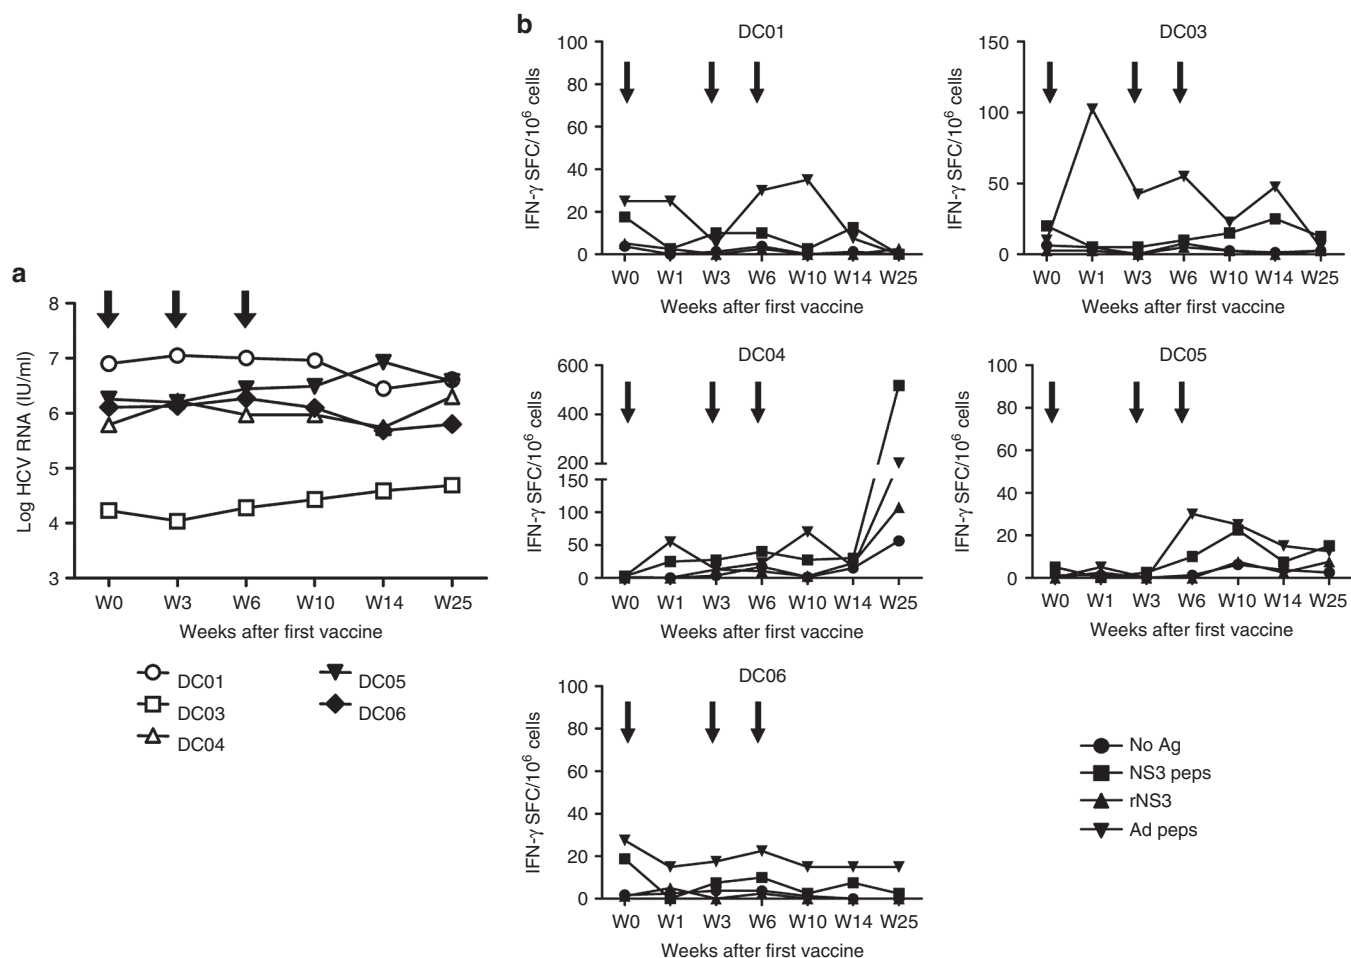 a
8
7
6
5
4
3
Log HCV RNA (IU/ml)
W0 W3 W6 W10 W14 W25
Weeks after first vaccine
DC01
DC03
DC04
DC05
DC06
b
DC01
100
80
60
40
20
0
IFN-γ SFC/10⁶ cells
W0 W1 W3 W6 W10 W14 W25
Weeks after first vaccine
DC03
150
100
50
0
IFN-γ SFC/10⁶ cells
W0 W1 W3 W6 W10 W14 W25
Weeks after first vaccine
DC04
600
400
200
150
100
50
0
IFN-γ SFC/10⁶ cells
W0 W1 W3 W6 W10 W14 W25
Weeks after first vaccine
DC05
100
80
60
40
20
0
IFN-γ SFC/10⁶ cells
W0 W1 W3 W6 W10 W14 W25
Weeks after first vaccine
DC06
100
80
60
40
20
0
IFN-γ SFC/10⁶ cells
W0 W1 W3 W6 W10 W14 W25
Weeks after first vaccine
No Ag
NS3 peps
rNS3
Ad peps